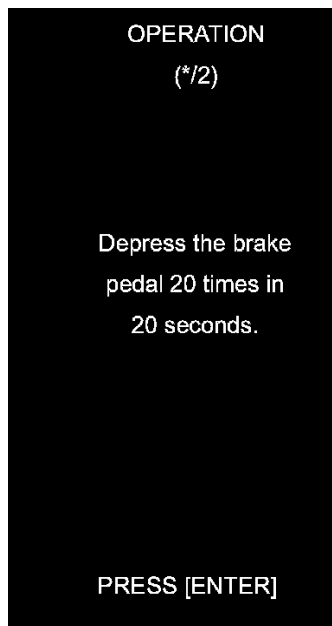 OPERATION
(*/2)
Depress the brake
pedal 20 times in
20 seconds.
PRESS [ENTER]